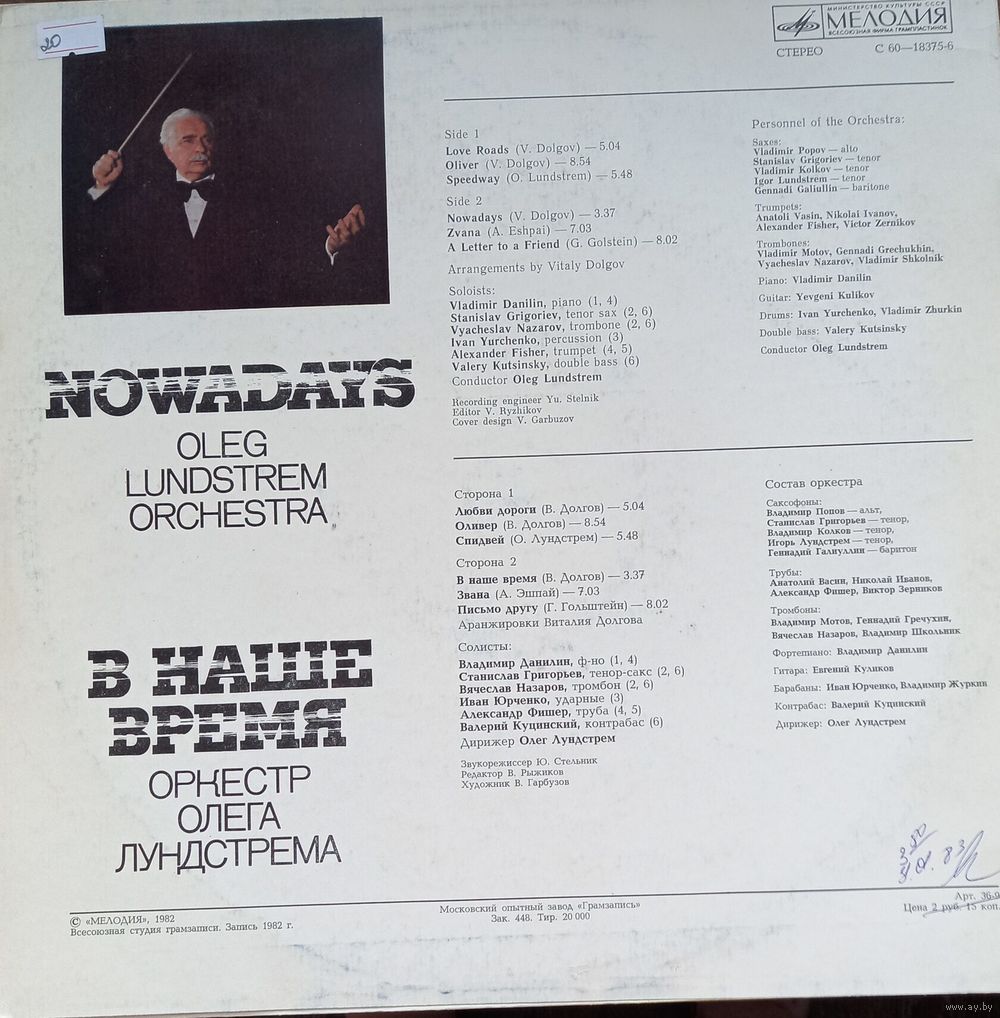 20
МИНИСТЕРСТВО КУЛЬТУРЫ СССР
МЕЛОДИЯ
ВСЕСОЮЗНАЯ ФИРМА ГРАМПЛАСТИНОК
СТЕРЕО
С 60—18375-6
Side 1
Love Roads (V. Dolgov) — 5.04
Oliver (V. Dolgov) — 8.54
Speedway (O. Lundstrem) — 5.48
Side 2
Nowadays (V. Dolgov) — 3.37
Zvana (A. Eshpai) — 7.03
A Letter to a Friend (G. Golstein) — 8.02
Arrangements by Vitaly Dolgov
Soloists:
Vladimir Danilin, piano (1, 4)
Stanislav Grigoriev, tenor sax (2, 6)
Vyacheslav Nazarov, trombone (2, 6)
Ivan Yurchenko, percussion (3)
Alexander Fisher, trumpet (4, 5)
Valery Kutsinsky, double bass (6)
Conductor Oleg Lundstrem
Recording engineer Yu. Stelnik
Editor V. Ryzhikov
Cover design V. Garbuzov
Personnel of the Orchestra:
Saxes:
Vladimir Popov — alto
Stanislav Grigoriev — tenor
Vladimir Kolkov — tenor
Igor Lundstrem — tenor
Gennadi Galiullin — baritone
Trumpets:
Anatoli Vasin, Nikolai Ivanov,
Alexander Fisher, Victor Zernikov
Trombones:
Vladimir Motov, Gennadi Grechukhin,
Vyacheslav Nazarov, Vladimir Shkolnik
Piano: Vladimir Danilin
Guitar: Yevgeni Kulikov
Drums: Ivan Yurchenko, Vladimir Zhurkin
Double bass: Valery Kutsinsky
Conductor Oleg Lundstrem
NOWADAYS
OLEG
LUNDSTREM
ORCHESTRA
Сторона 1
Любви дороги (В. Долгов) — 5.04
Оливер (В. Долгов) — 8.54
Спидвей (О. Лундстрем) — 5.48
Сторона 2
В наше время (В. Долгов) — 3.37
Звана (А. Эшпай) — 7.03
Письмо другу (Г. Гольштейн) — 8.02
Аранжировки Виталия Долгова
Солисты:
Владимир Данилин, ф-но (1, 4)
Станислав Григорьев, тенор-сакс (2, 6)
Вячеслав Назаров, тромбон (2, 6)
Иван Юрченко, ударные (3)
Александр Фишер, труба (4, 5)
Валерий Куцинский, контрабас (6)
Дирижер Олег Лундстрем
Звукорежиссер Ю. Стельник
Редактор В. Рыжиков
Художник В. Гарбузов
Состав оркестра
Саксофоны:
Владимир Попов — альт,
Станислав Григорьев — тенор,
Владимир Колков — тенор,
Игорь Лундстрем — тенор,
Геннадий Галиуллин — баритон
Трубы:
Анатолий Васин, Николай Иванов,
Александр Фишер, Виктор Зерников
Тромбоны:
Владимир Мотов, Геннадий Гречухин,
Вячеслав Назаров, Владимир Школьник
Фортепиано: Владимир Данилин
Гитара: Евгений Куликов
Барабаны: Иван Юрченко, Владимир Журкин
Контрабас: Валерий Куцинский
Дирижер: Олег Лундстрем
В НАШЕ
ВРЕМЯ
ОРКЕСТР
ОЛЕГА
ЛУНДСТРЕМА
© «МЕЛОДИЯ», 1982
Всесоюзная студия грамзаписи. Запись 1982 г.
Московский опытный завод «Грамзапись»
Зак. 448. Тир. 20 000
Арт. 36-
Цена 2 руб. 15 коп.
www.ay.by